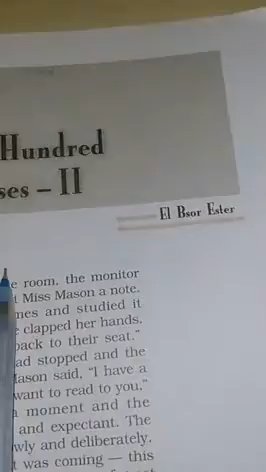 Hundred
ses – II
El Bsor Ester
e room, the monitor
t Miss Mason a note.
mes and studied it
e clapped her hands.
back to their seat."
ad stopped and the
Mason said, "I have a
want to read to you,"
a moment and the
and expectant. The
wly and deliberately,
t was coming — this